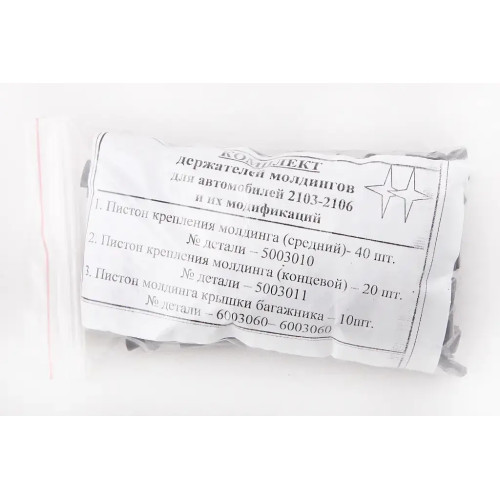 КОМПЛЕКТ
держателей молдингов
для автомобилей 2103-2106
и их модификаций
1. Пистон крепления молдинга (средний)- 40 шт.
№ детали – 5003010
2. Пистон крепления молдинга (концевой) – 20 шт.
№ детали – 5003011
3. Пистон молдинга крышки багажника – 10шт.
№ детали – 6003060– 6003060